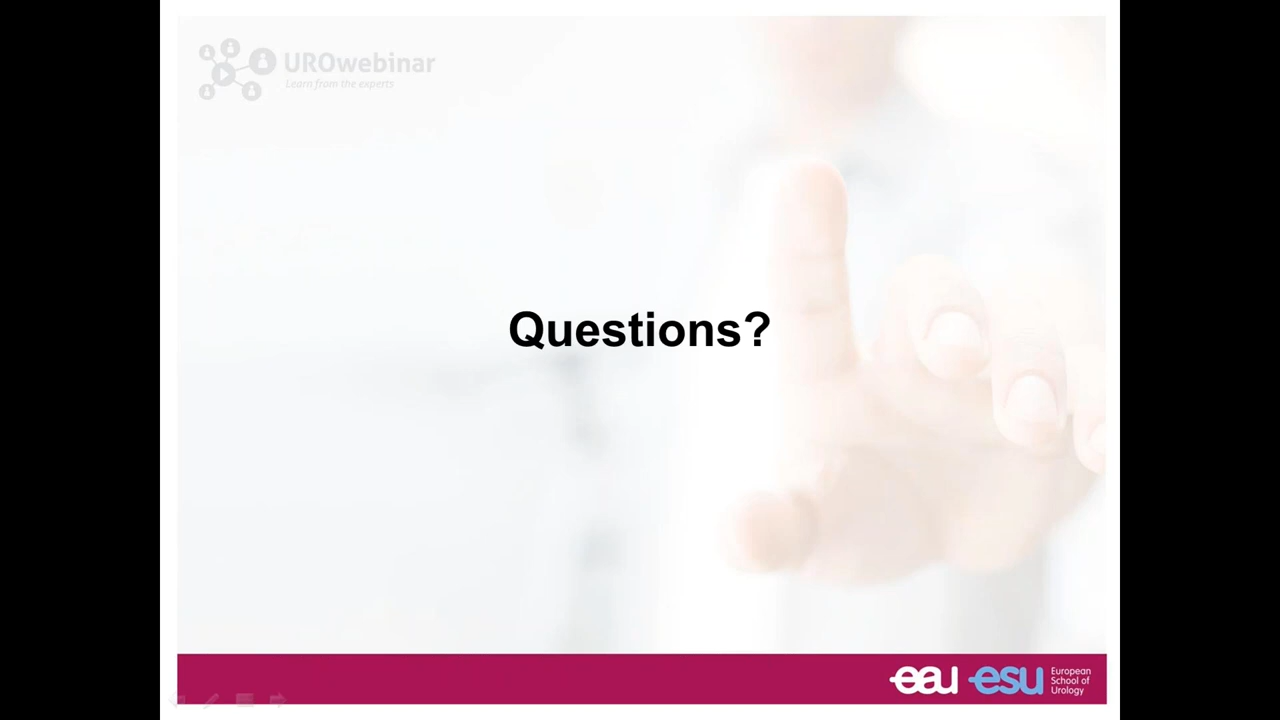 UROwebinar
Learn from the experts
Questions?
eau esu European
School of
Urology